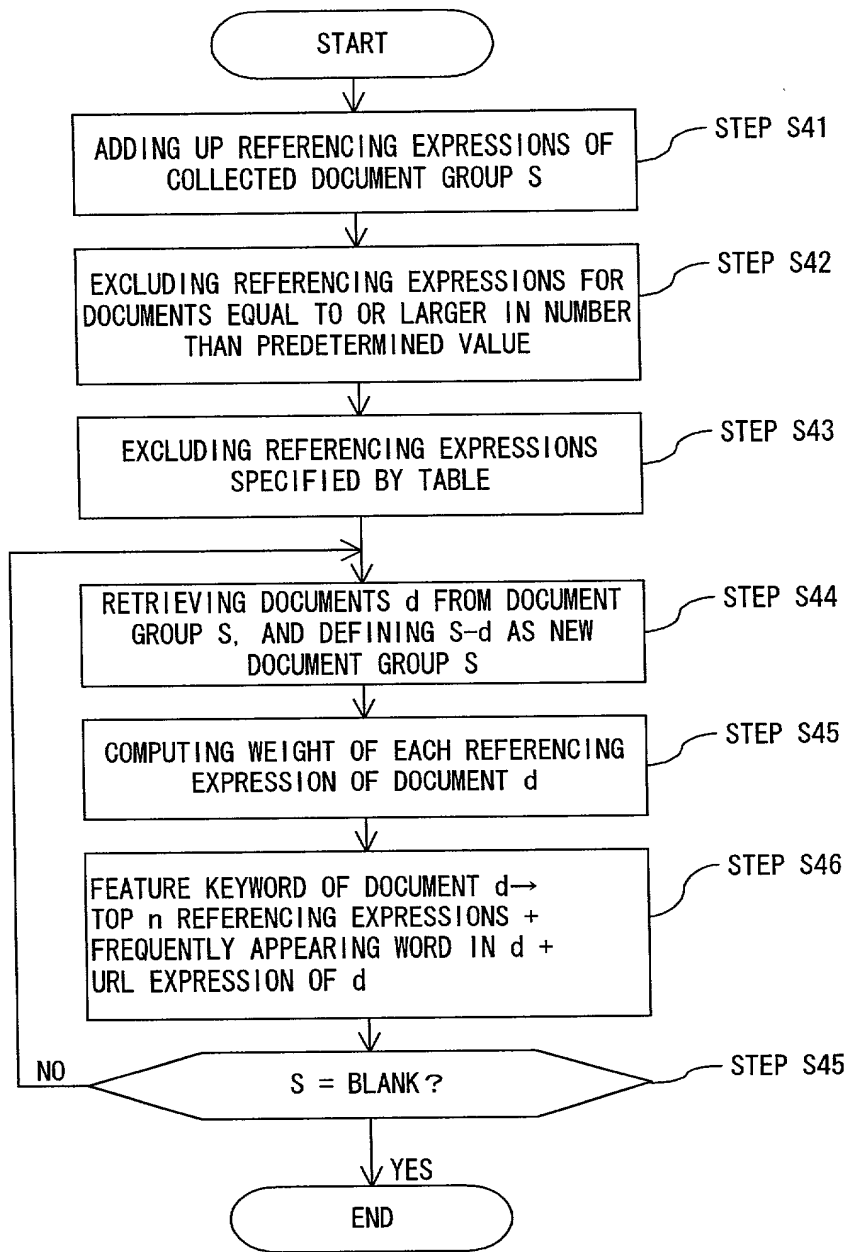 START
ADDING UP REFERENCING EXPRESSIONS OF
COLLECTED DOCUMENT GROUP S
STEP S41
EXCLUDING REFERENCING EXPRESSIONS FOR
DOCUMENTS EQUAL TO OR LARGER IN NUMBER
THAN PREDETERMINED VALUE
STEP S42
EXCLUDING REFERENCING EXPRESSIONS
SPECIFIED BY TABLE
STEP S43
RETRIEVING DOCUMENTS d FROM DOCUMENT
GROUP S, AND DEFINING S-d AS NEW
DOCUMENT GROUP S
STEP S44
COMPUTING WEIGHT OF EACH REFERENCING
EXPRESSION OF DOCUMENT d
STEP S45
FEATURE KEYWORD OF DOCUMENT d→
TOP n REFERENCING EXPRESSIONS +
FREQUENTLY APPEARING WORD IN d +
URL EXPRESSION OF d
STEP S46
NO
S = BLANK?
STEP S45
YES
END